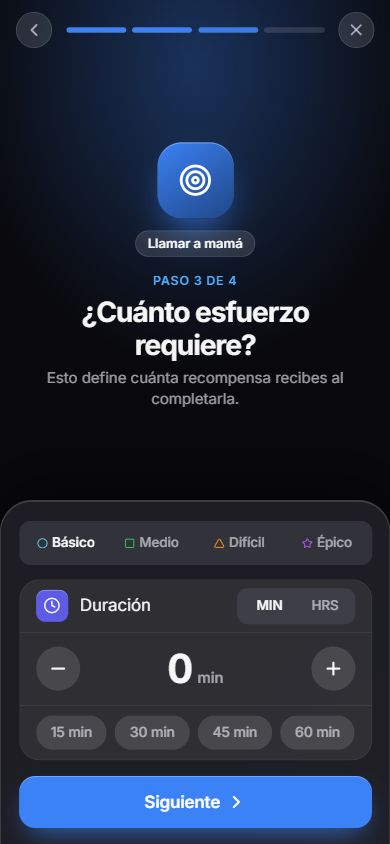 Llamar a mamá
PASO 3 DE 4
¿Cuánto esfuerzo
requiere?
Esto define cuánta recompensa recibes al
completarla.
Básico Medio Difícil Épico
Duración MIN HRS
0 min
15 min 30 min 45 min 60 min
Siguiente